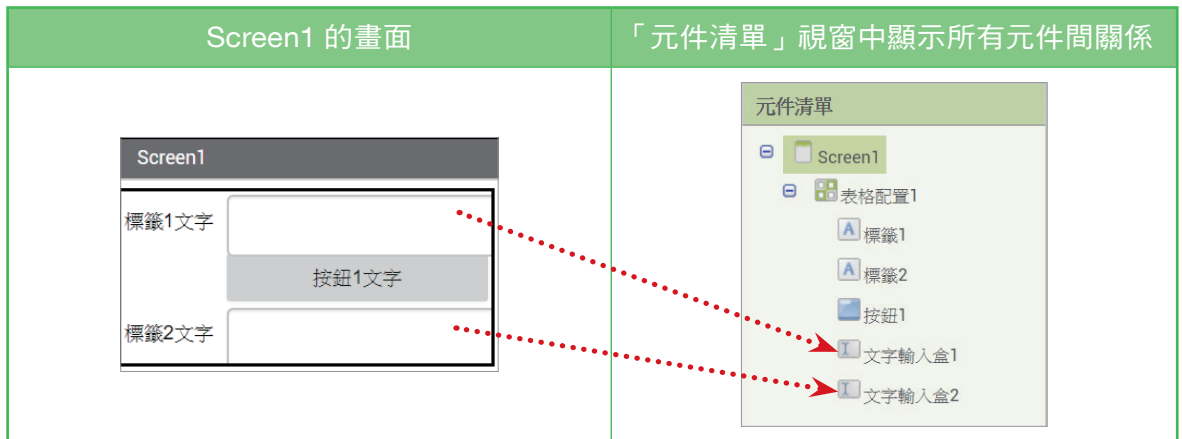 Screen1 的畫面
「元件清單」視窗中顯示所有元件間關係
Screen1
標籤1文字
按鈕1文字
標籤2文字
元件清單
Screen1
表格配置1
A 標籤1
A 標籤2
按鈕1
I 文字輸入盒1
I 文字輸入盒2